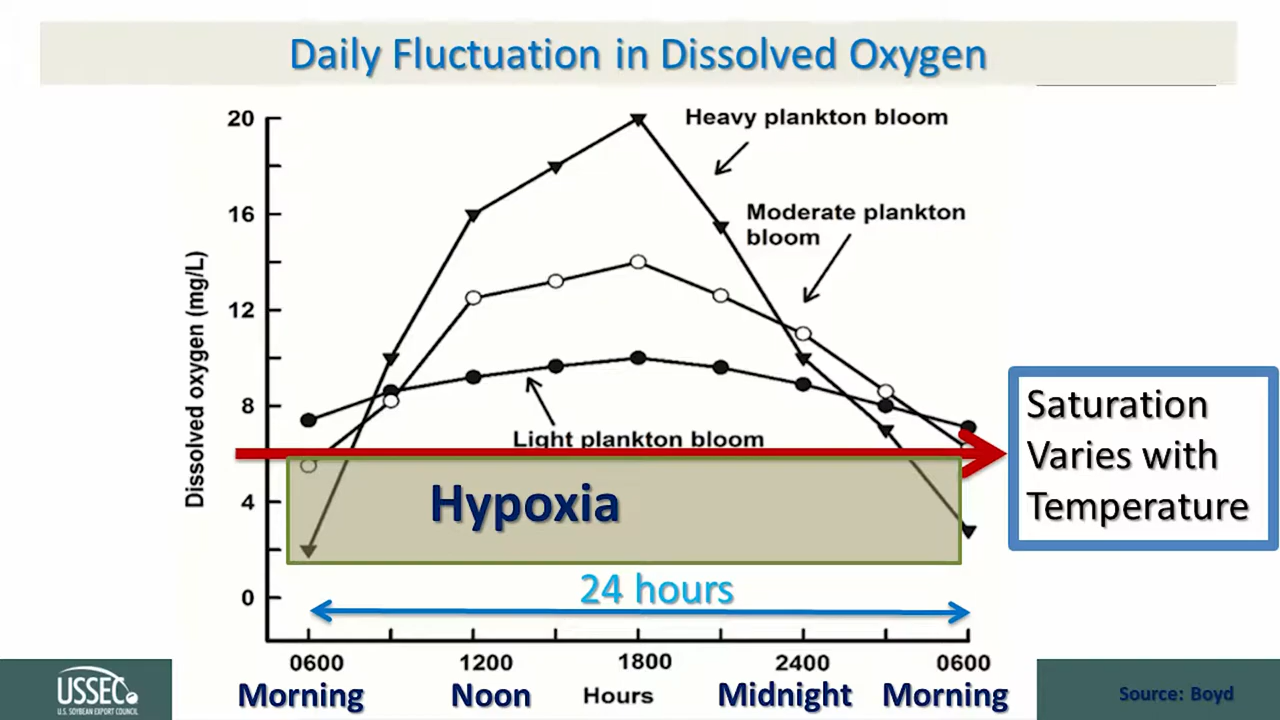 Daily Fluctuation in Dissolved Oxygen
20
16
12
8
4
0
Dissolved oxygen (mg/L)
Heavy plankton bloom
Moderate plankton
bloom
Light plankton bloom
Hypoxia
Saturation
Varies with
Temperature
24 hours
0600 1200 1800 2400 0600
Morning Noon Hours Midnight Morning
USSEC
U.S. SOYBEAN EXPORT COUNCIL
Source: Boyd